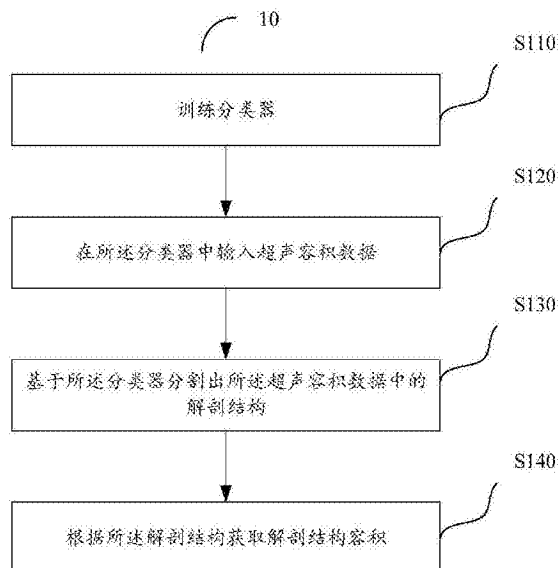 10
S110
训练分类器
S120
在所述分类器中输入超声容积数据
S130
基于所述分类器分割出所述超声容积数据中的
解剖结构
S140
根据所述解剖结构获取解剖结构容积